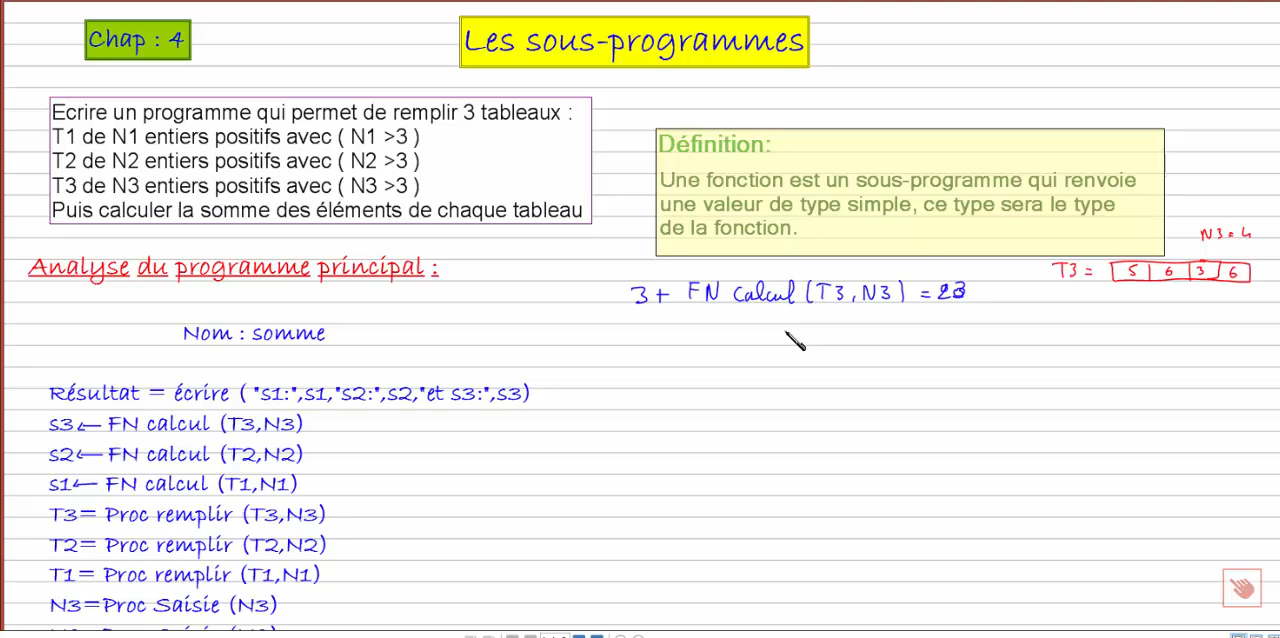 Chap : 4
Les sous-programmes
Ecrire un programme qui permet de remplir 3 tableaux :
T1 de N1 entiers positifs avec ( N1 >3 )
T2 de N2 entiers positifs avec ( N2 >3 )
T3 de N3 entiers positifs avec ( N3 >3 )
Puis calculer la somme des éléments de chaque tableau
Définition:
Une fonction est un sous-programme qui renvoie
une valeur de type simple, ce type sera le type
de la fonction.
N3=4
T3 = 5 6 3 6
3 + FN calcul (T3, N3) = 23
Analyse du programme principal :
Nom : somme
Résultat = écrire ( "s1:",s1,"s2:",s2,"et s3:",s3)
s3← FN calcul (T3,N3)
s2← FN calcul (T2,N2)
s1← FN calcul (T1,N1)
T3= Proc remplir (T3,N3)
T2= Proc remplir (T2,N2)
T1= Proc remplir (T1,N1)
N3=Proc Saisie (N3)